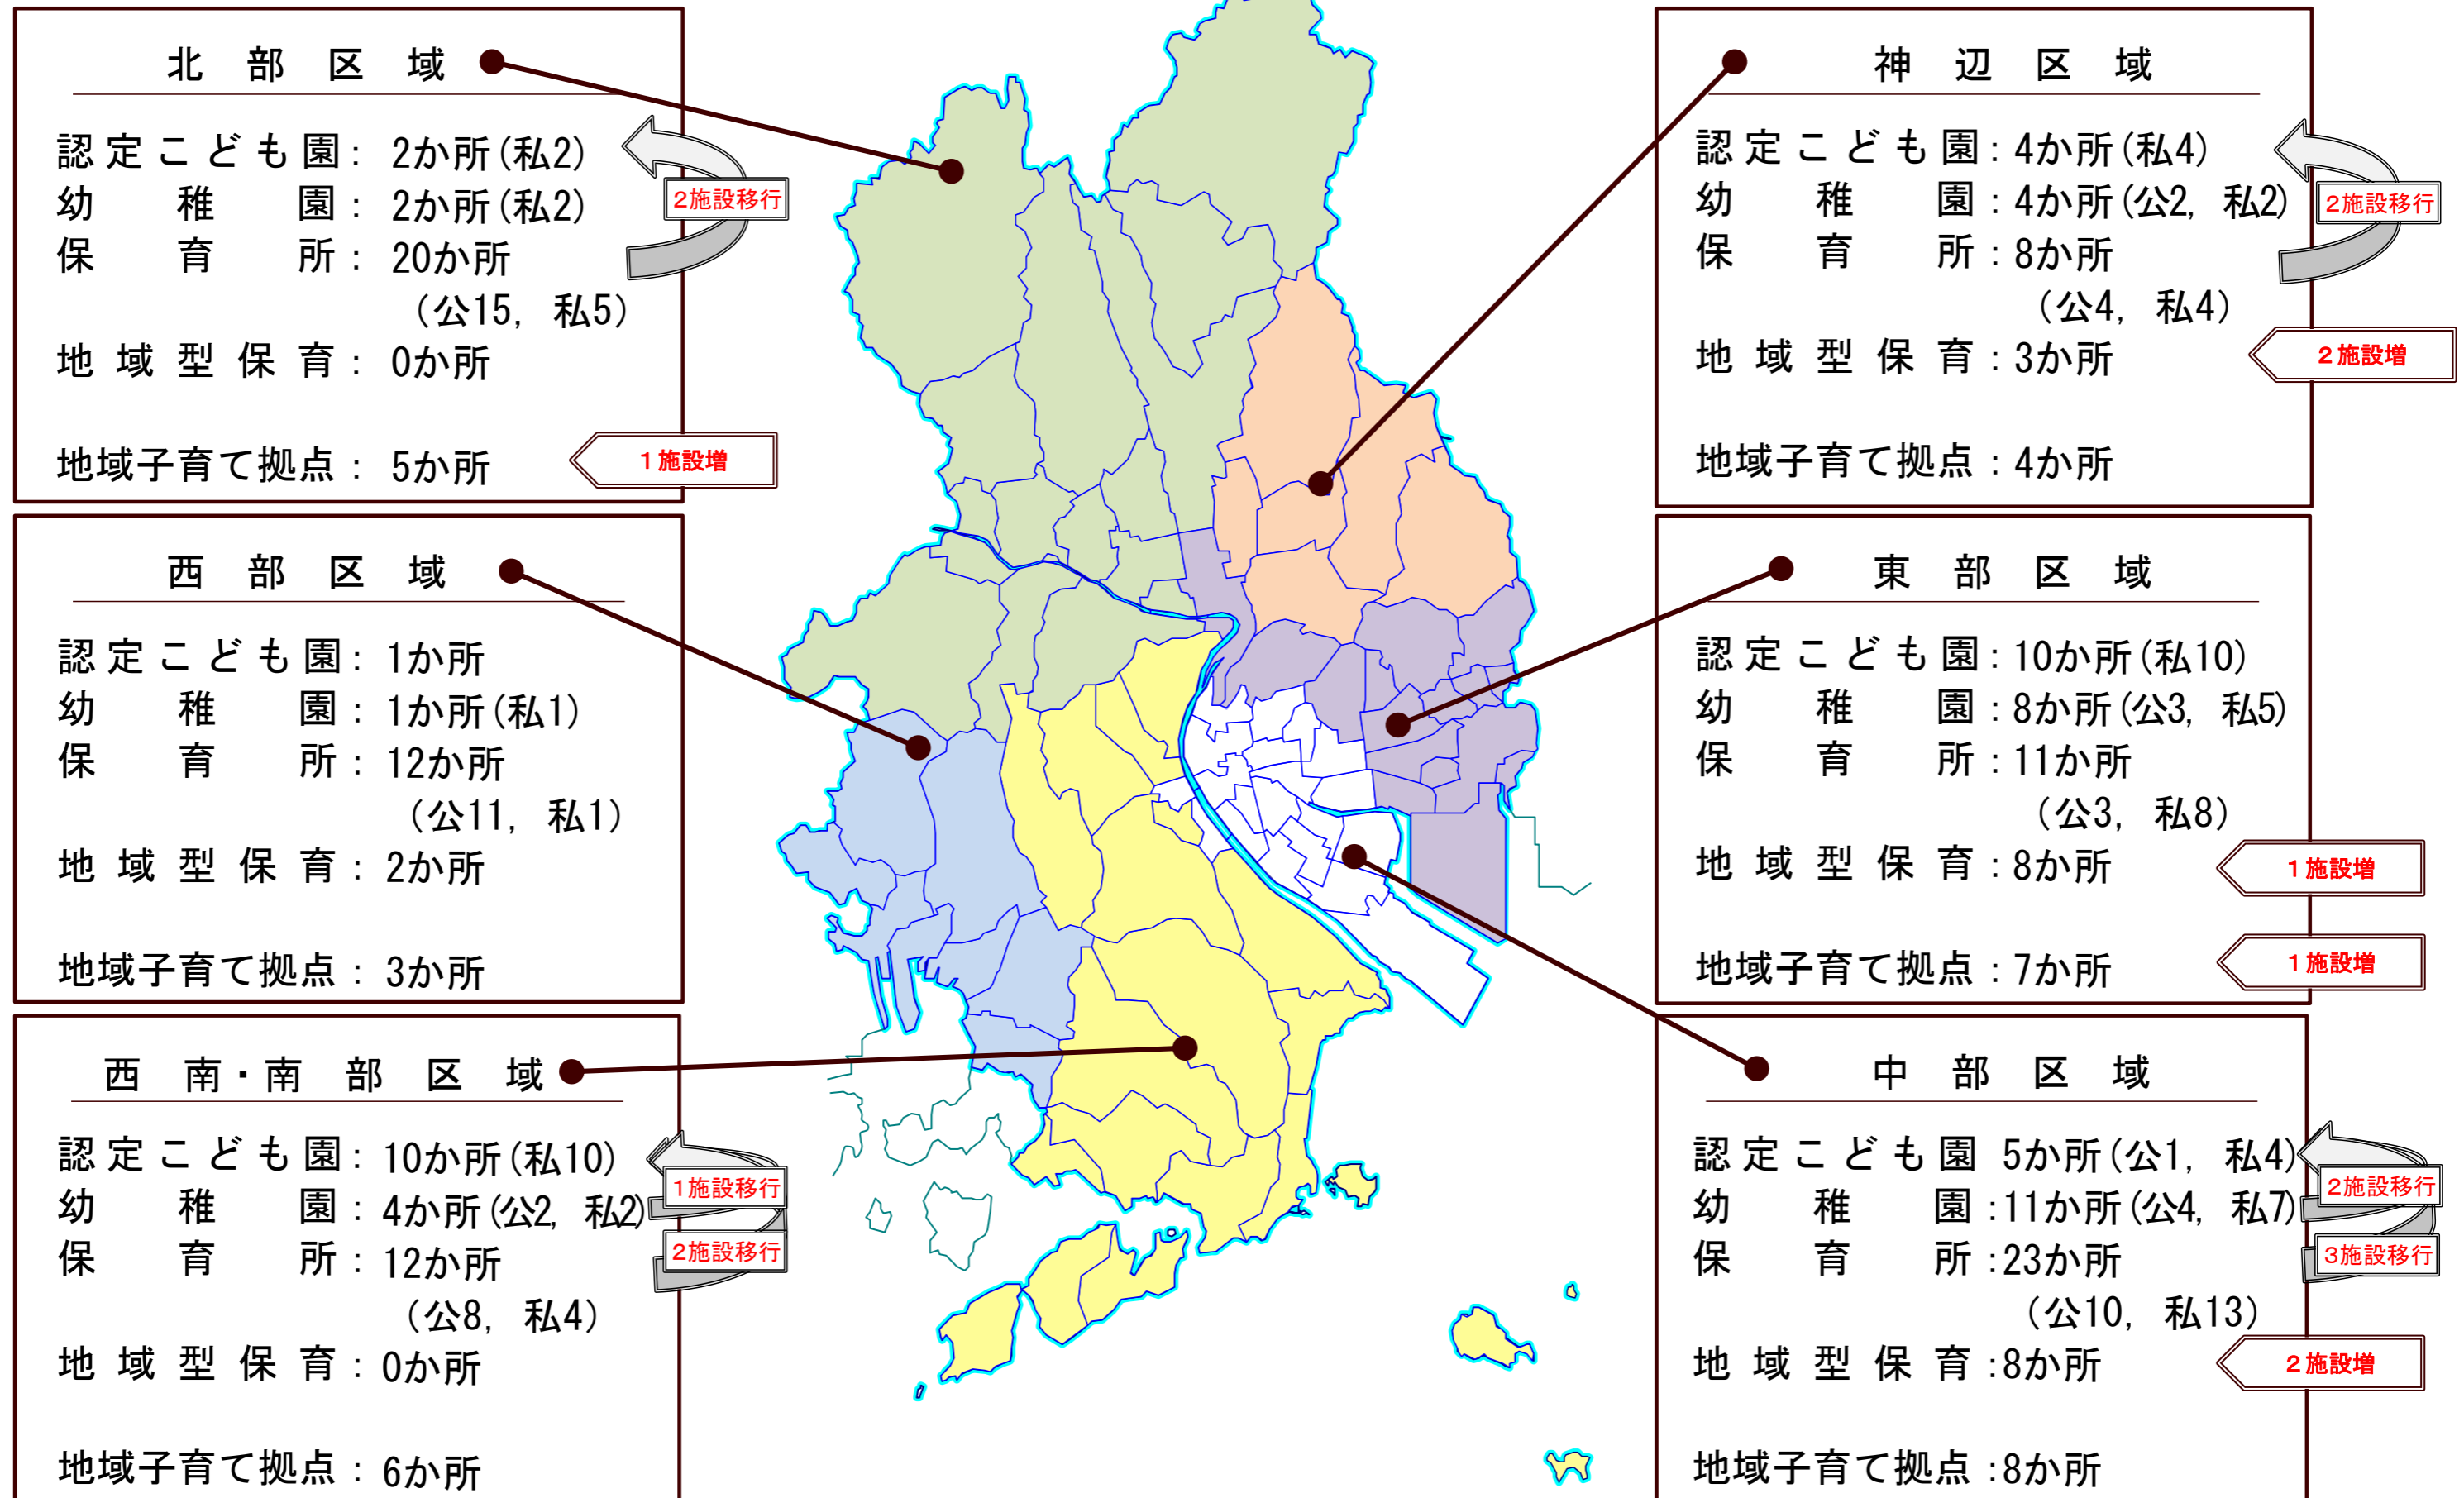 北部区域
認定こども園： 2か所(私2)
幼稚園： 2か所(私2)
2施設移行
保育所： 20か所
(公15, 私5)
地域型保育： 0か所
地域子育て拠点： 5か所
1施設増
神辺区域
認定こども園：4か所(私4)
幼稚園：4か所(公2, 私2)
2施設移行
保育所：8か所
(公4, 私4)
地域型保育：3か所
2施設増
地域子育て拠点：4か所
西部区域
認定こども園： 1か所
幼稚園： 1か所(私1)
保育所： 12か所
(公11, 私1)
地域型保育： 2か所
地域子育て拠点： 3か所
東部区域
認定こども園：10か所(私10)
幼稚園：8か所(公3, 私5)
保育所：11か所
(公3, 私8)
地域型保育：8か所
1施設増
地域子育て拠点：7か所
1施設増
西南・南部区域
認定こども園： 10か所(私10)
1施設移行
幼稚園： 4か所(公2, 私2)
2施設移行
保育所： 12か所
(公8, 私4)
地域型保育： 0か所
地域子育て拠点： 6か所
中部区域
認定こども園 5か所(公1, 私4)
2施設移行
幼稚園：11か所(公4, 私7)
3施設移行
保育所：23か所
(公10, 私13)
地域型保育：8か所
2施設増
地域子育て拠点：8か所